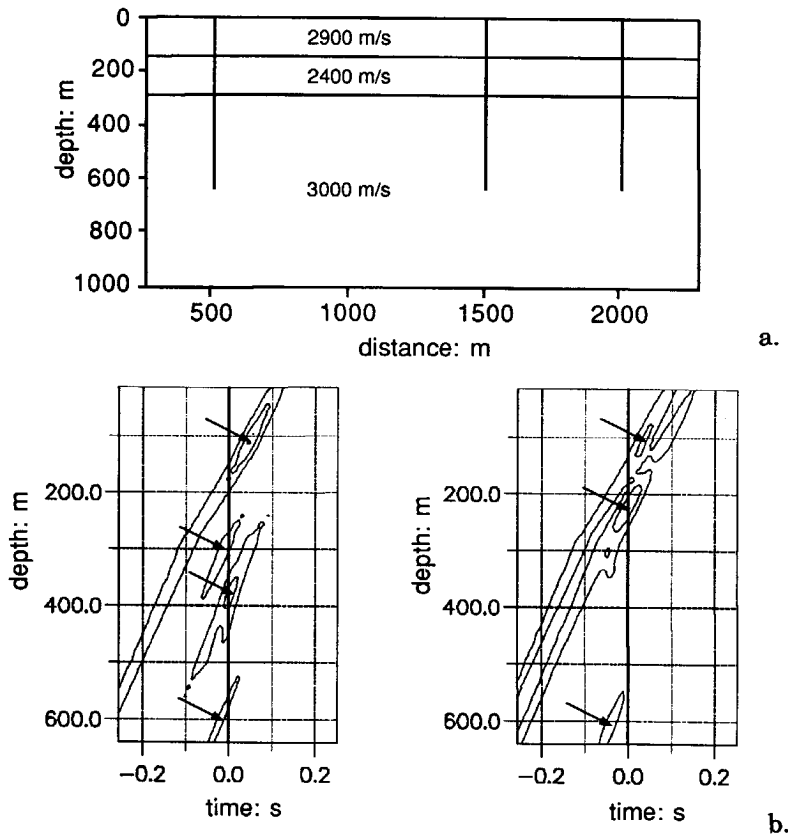 0
200
400
600
800
1000
depth: m
2900 m/s
2400 m/s
3000 m/s
500
1000
1500
2000
distance: m
a.
200.0
400.0
600.0
depth: m
−0.2
0.0
0.2
time: s
200.0
400.0
600.0
depth: m
−0.2
0.0
0.2
time: s
b.